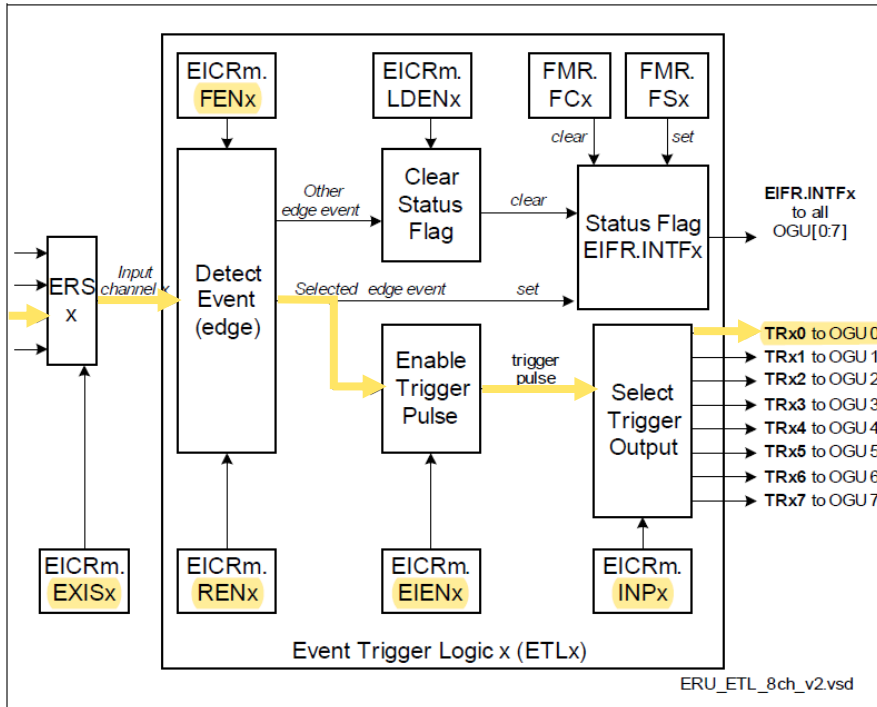 EICRm.
FENx
EICRm.
LDENx
FMR.
FCx
FMR.
FSx
clear
set
Other
edge event
Clear
Status
Flag
clear
Status Flag
EIFR.INTFx
EIFR.INTFx
to all
OGU[0:7]
ERS
x
Input
channel x
Detect
Event
(edge)
Selected edge event
set
Enable
Trigger
Pulse
trigger
pulse
Select
Trigger
Output
TRx0 to OGU 0
TRx1 to OGU 1
TRx2 to OGU 2
TRx3 to OGU 3
TRx4 to OGU 4
TRx5 to OGU 5
TRx6 to OGU 6
TRx7 to OGU 7
EICRm.
EXISx
EICRm.
RENx
EICRm.
EIENx
EICRm.
INPx
Event Trigger Logic x (ETLx)
ERU_ETL_8ch_v2.vsd